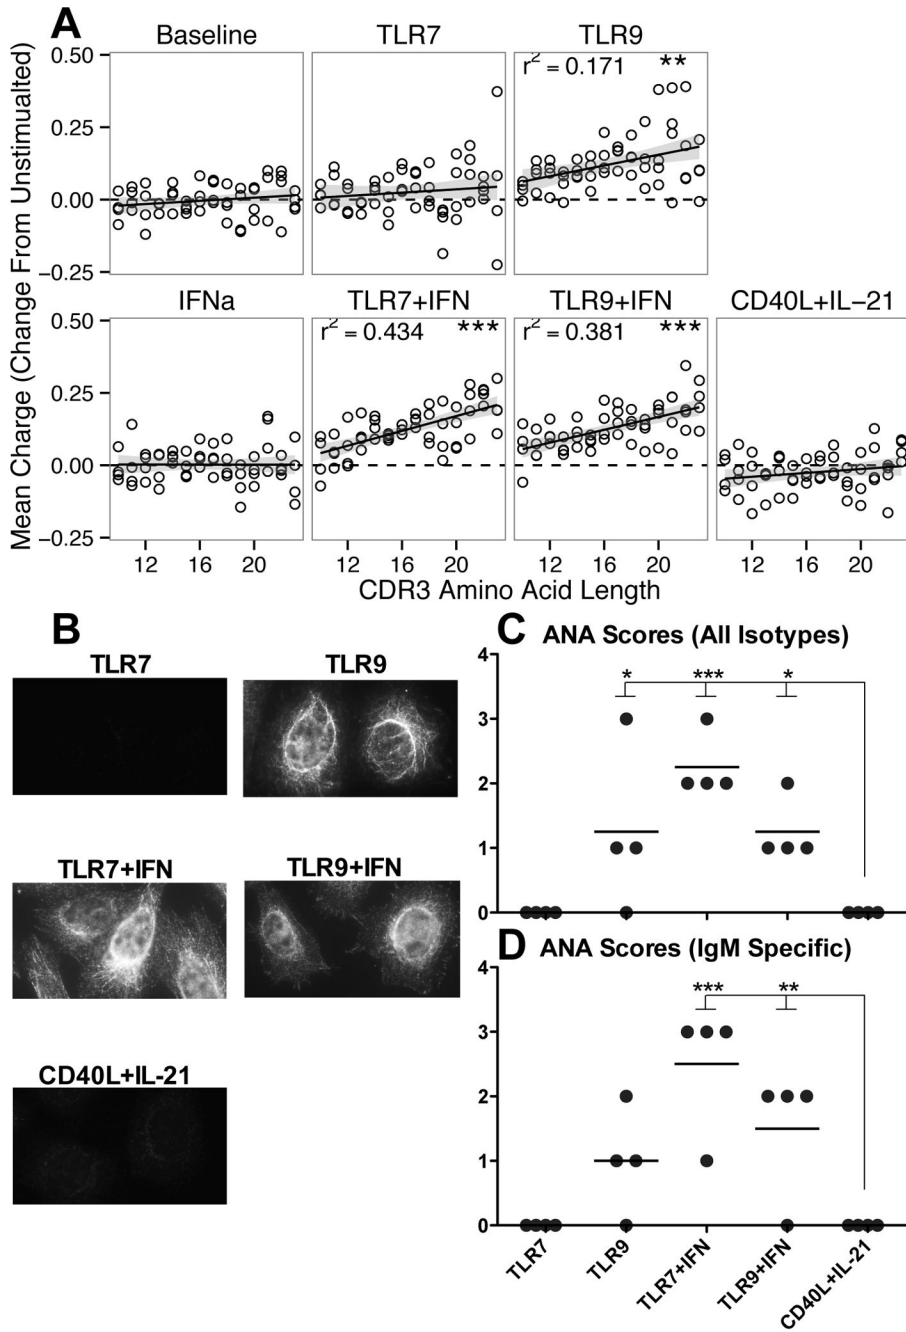 A
Baseline
TLR7
TLR9
Mean Charge (Change From Unstimualted)
0.50
0.25
0.00
−0.25
r² = 0.171
**
IFNa
TLR7+IFN
TLR9+IFN
CD40L+IL−21
0.50
0.25
0.00
−0.25
r² = 0.434
***
r² = 0.381
***
12 16 20
12 16 20
12 16 20
12 16 20
CDR3 Amino Acid Length
B
TLR7
TLR9
TLR7+IFN
TLR9+IFN
CD40L+IL-21
C
ANA Scores (All Isotypes)
4
3
2
1
0
* *** *
D
ANA Scores (IgM Specific)
4
3
2
1
0
*** **
TLR7
TLR9
TLR7+IFN
TLR9+IFN
CD40L+IL-21